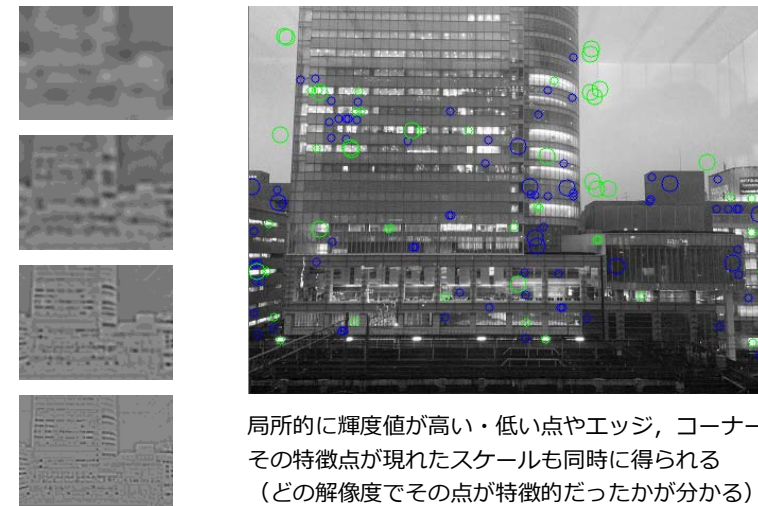 局所的に輝度値が高い・低い点やエッジ，コーナー
その特徴点が現れたスケールも同時に得られる
（どの解像度でその点が特徴的だったかが分かる）